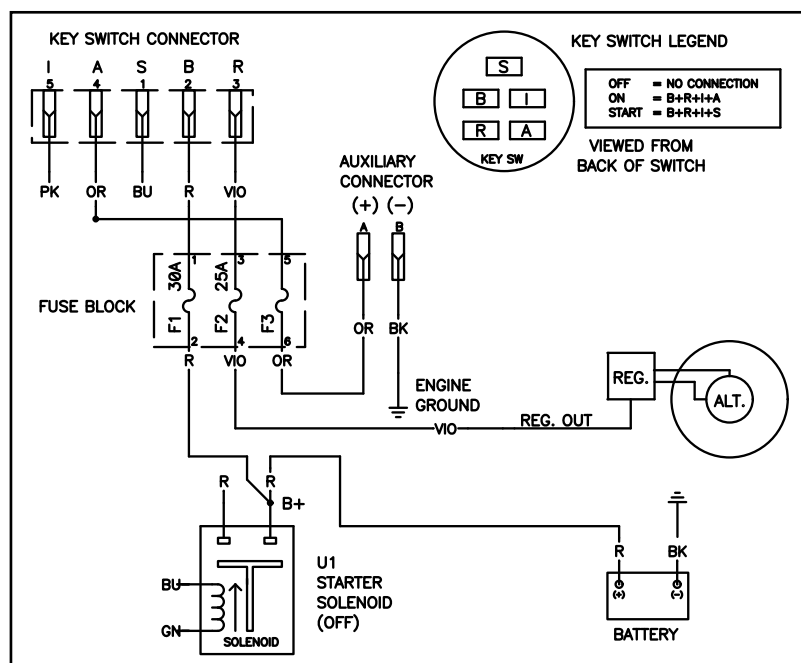 KEY SWITCH CONNECTOR
I A S B R
5 4 1 2 3
PK OR BU R VIO
KEY SWITCH LEGEND
S
B I
R A
KEY SW
OFF = NO CONNECTION
ON = B+R+I+A
START = B+R+I+S
VIEWED FROM
BACK OF SWITCH
AUXILIARY
CONNECTOR
(+) (-)
A B
OR BK
FUSE BLOCK
1 3 5
30A 25A
F1 F2 F3
2 4 6
R VIO OR
ENGINE
GROUND
VIO
REG. OUT
REG.
ALT.
R R
B+
U1
STARTER
SOLENOID
(OFF)
BU
GN
SOLENOID
R BK
(+) (-)
BATTERY